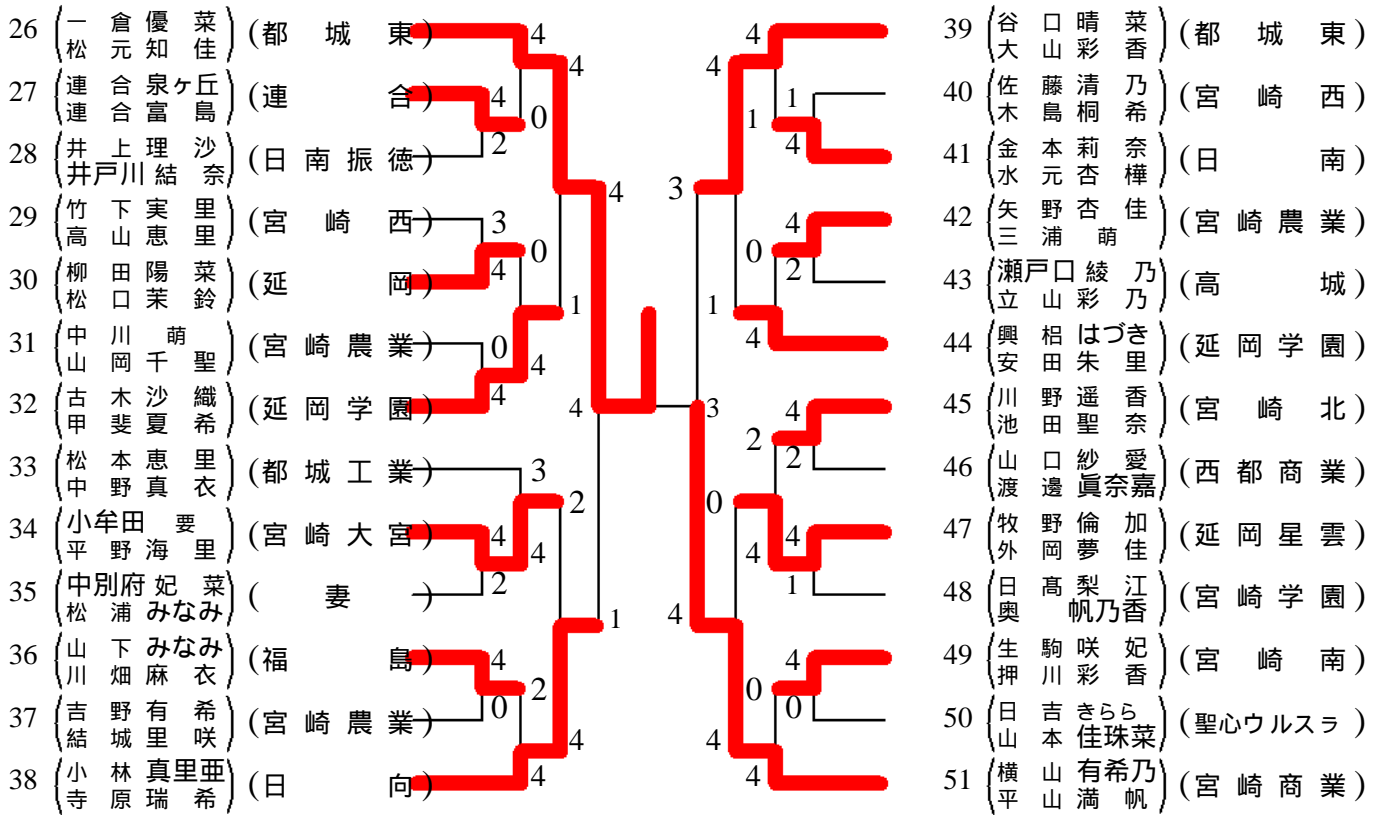 26 一倉優菜 松元知佳 (都城東)
27 連合泉ヶ丘 連合富島 (連合)
28 井上理沙 井戸川結奈 (日南振徳)
29 竹下実里 高山恵里 (宮崎西)
30 柳田陽菜 松口茉鈴 (延岡)
31 中川萌 山岡千聖 (宮崎農業)
32 古木沙織 甲斐夏希 (延岡学園)
33 松本恵里 中野真衣 (都城工業)
34 小牟田要 平野海里 (宮崎大宮)
35 中別府妃菜 松浦みなみ (妻)
36 山下みなみ 川畑麻衣 (福島)
37 吉野有希 結城里咲 (宮崎農業)
38 小林真里亜 寺原瑞希 (日向)
4
4
4
0
2
4
3
0
4
1
0
4
4
4
3
2
4
4
2
1
4
2
0
4
4
4
4
1
1
4
3
4
0
2
1
4
3
4
2
2
0
4
4
1
4
4
0
0
4
4
39 谷口晴菜 大山彩香 (都城東)
40 佐藤清乃 木島桐希 (宮崎西)
41 金本莉奈 水元杏樺 (日南)
42 矢野杏佳 三浦萌 (宮崎農業)
43 瀬戸口綾乃 立山彩乃 (高城)
44 興梠はづき 安田朱里 (延岡学園)
45 川野遥香 池田聖奈 (宮崎北)
46 山口紗愛 渡邊眞奈嘉 (西都商業)
47 牧野倫加 外岡夢佳 (延岡星雲)
48 日髙梨江 奥帆乃香 (宮崎学園)
49 生駒咲妃 押川彩香 (宮崎南)
50 日吉きらら 山本佳珠菜 (聖心ウルスラ)
51 横山有希乃 平山満帆 (宮崎商業)